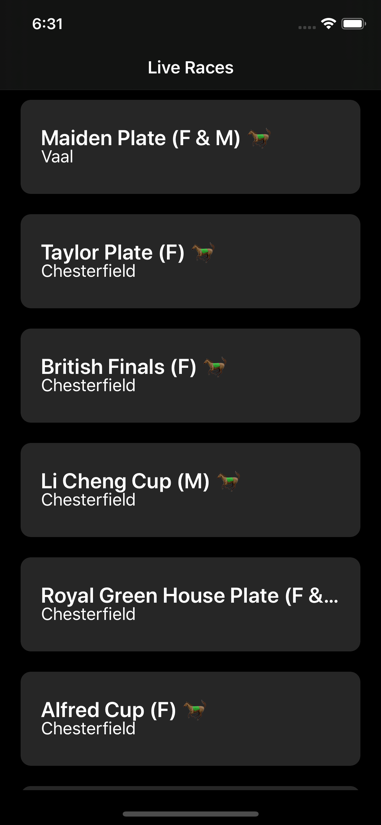 6:31
Live Races
Maiden Plate (F & M)
Vaal
Taylor Plate (F)
Chesterfield
British Finals (F)
Chesterfield
Li Cheng Cup (M)
Chesterfield
Royal Green House Plate (F &...
Chesterfield
Alfred Cup (F)
Chesterfield